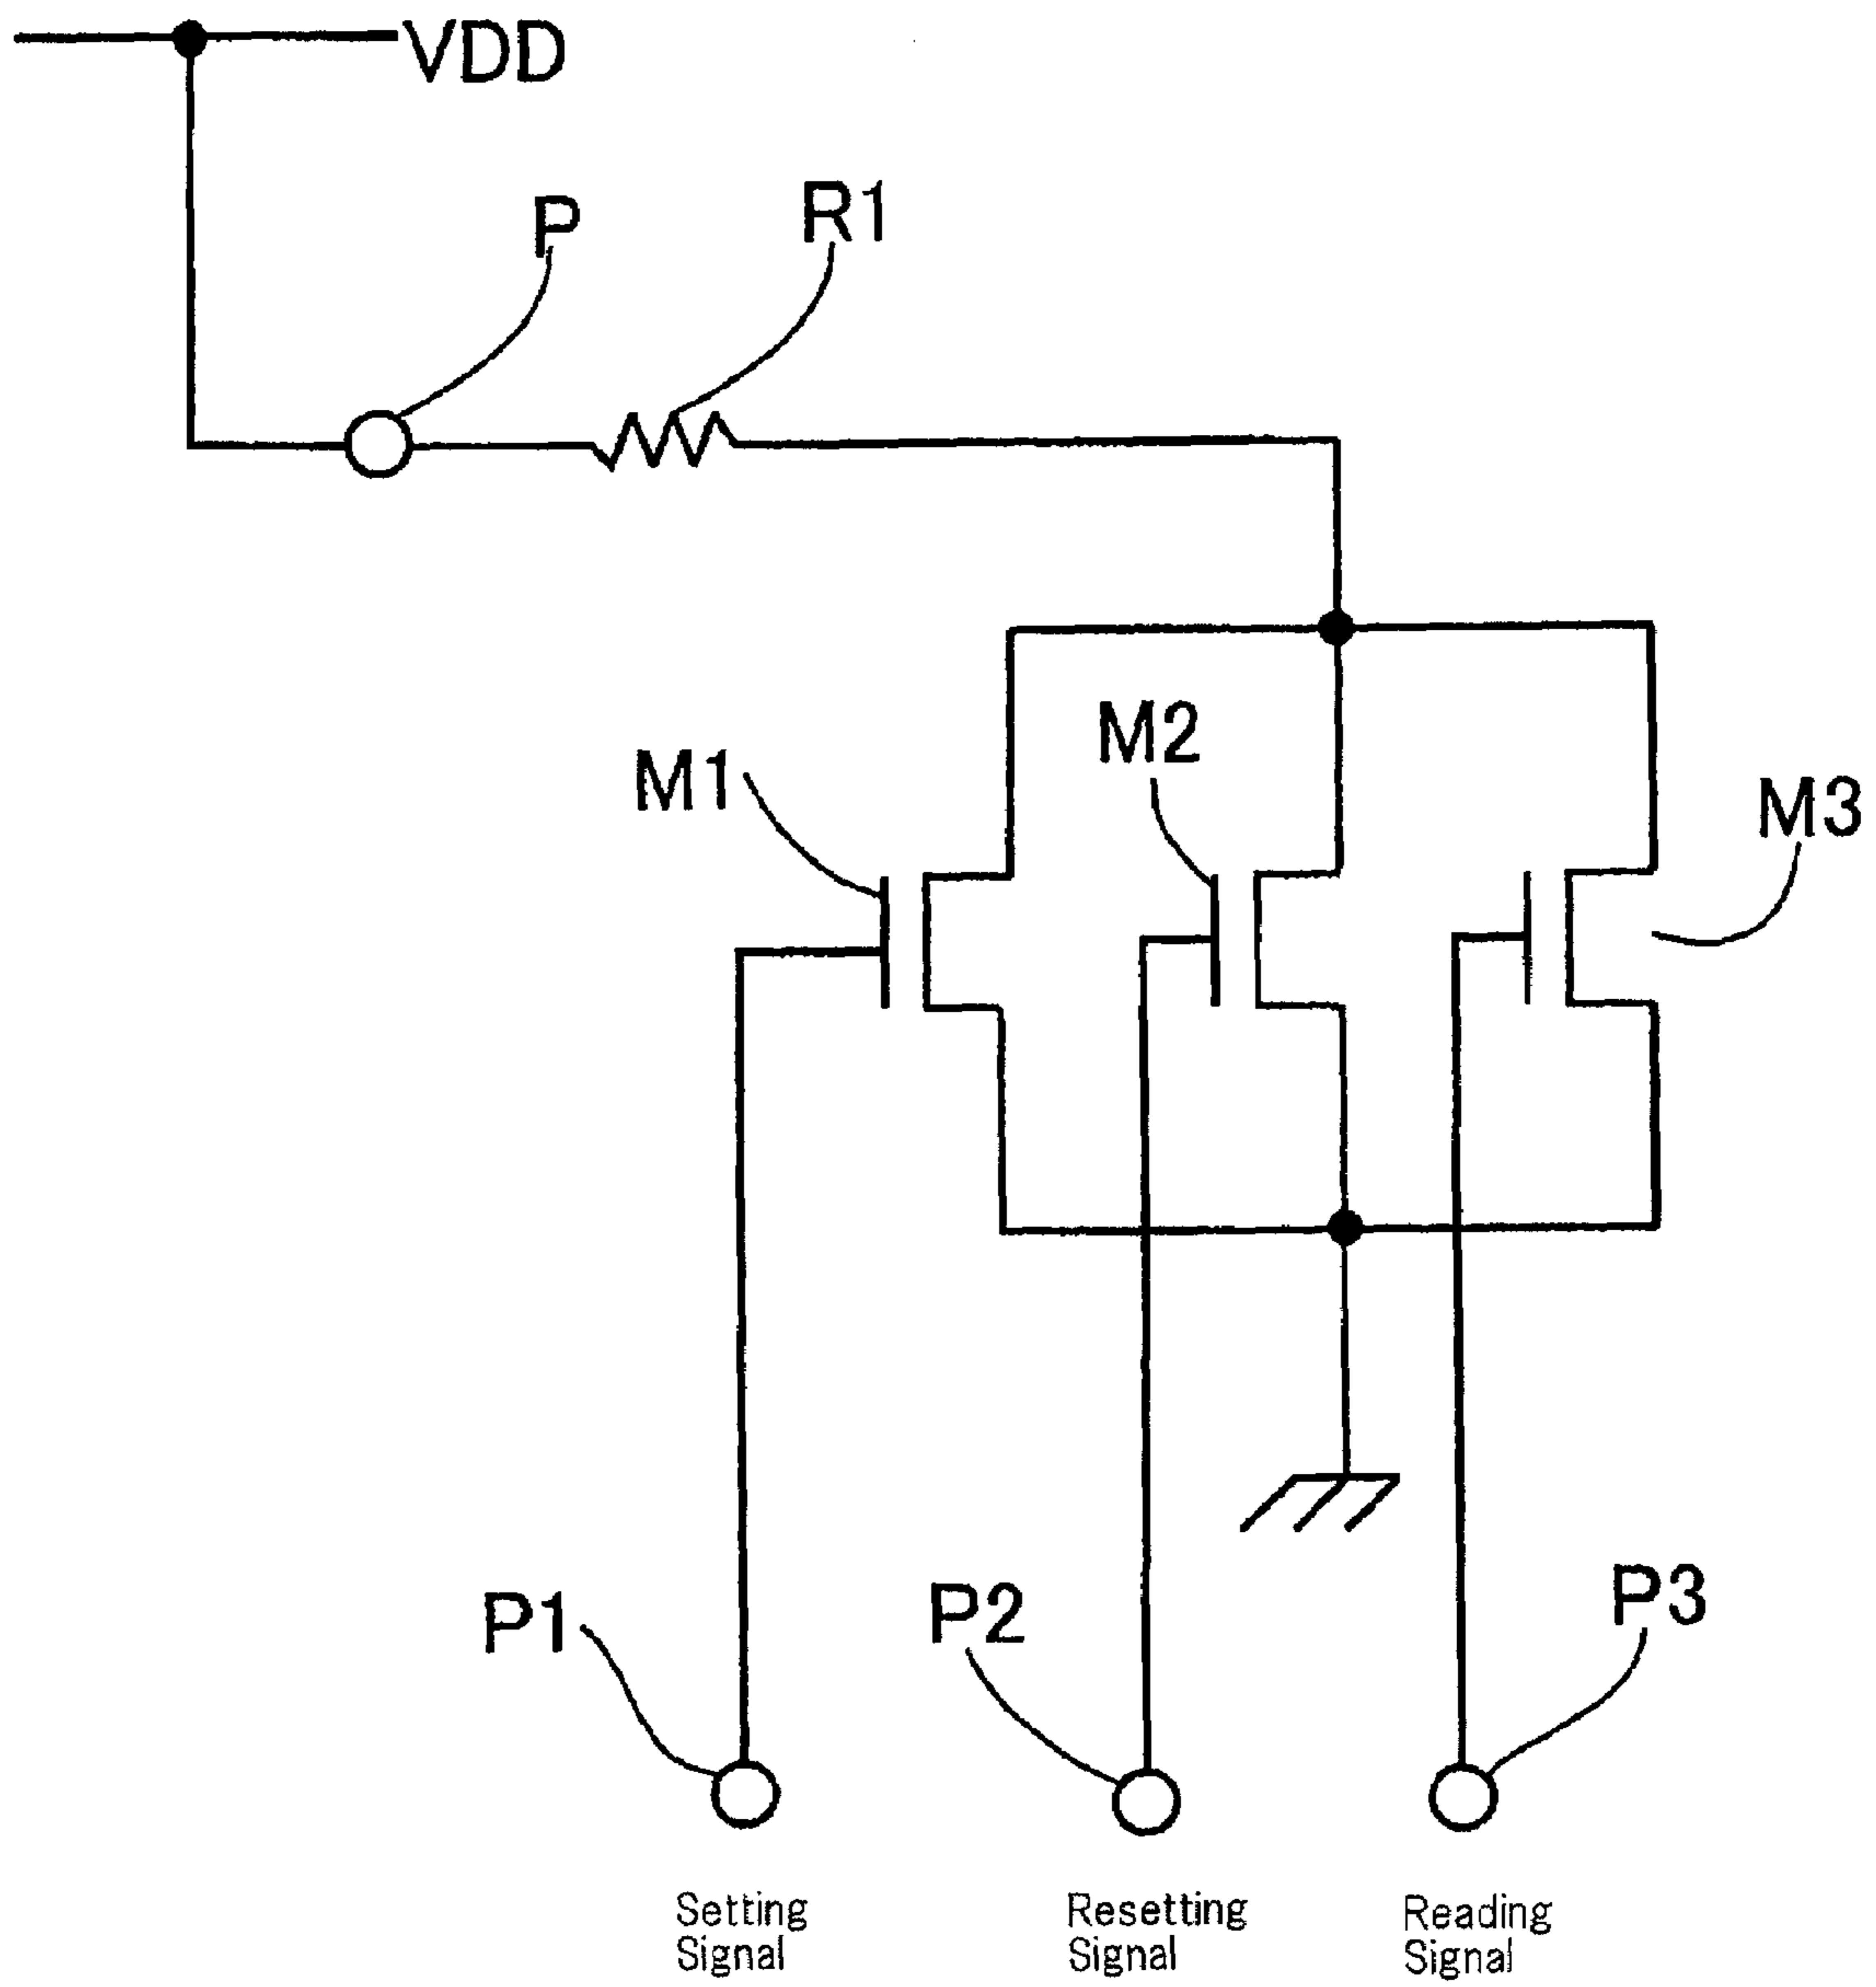 VDD
P
R1
M1
M2
M3
P1
P2
P3
Setting
Signal
Resetting
Signal
Reading
Signal